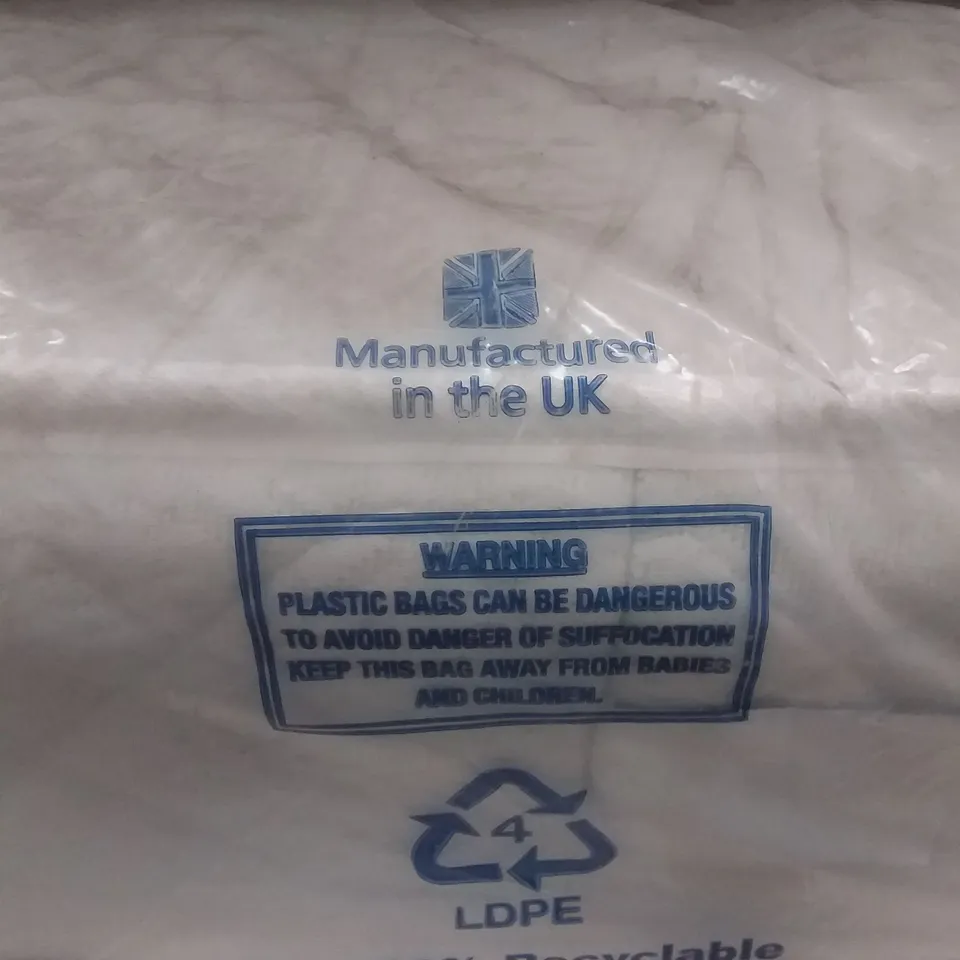 Manufactured
in the UK
WARNING
PLASTIC BAGS CAN BE DANGEROUS
TO AVOID DANGER OF SUFFOCATION
KEEP THIS BAG AWAY FROM BABIES
AND CHILDREN.
4
LDPE
% Recyclable